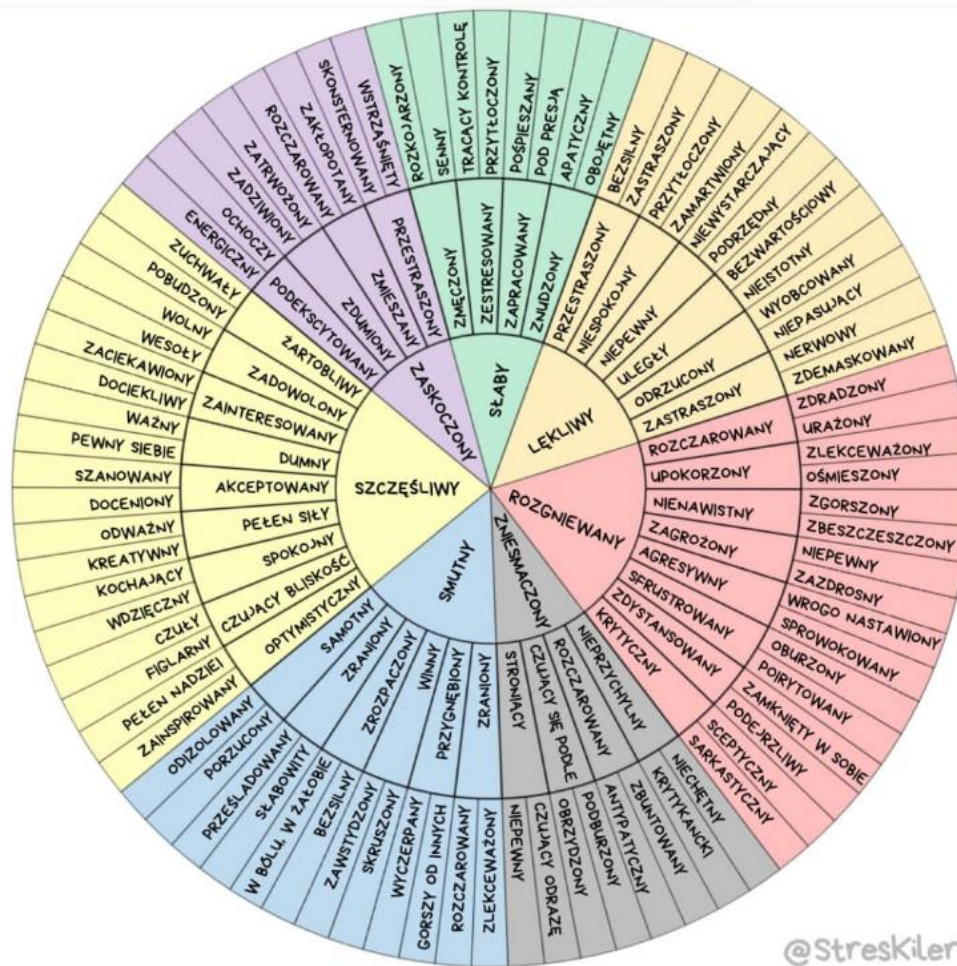 ZASKOCZONY
SŁABY
LĘKLIWY
ROZGNIEWANY
ZNIESMACZONY
SMUTNY
SZCZĘŚLIWY
PODEKSCYTOWANY
ZDUMIONY
ZMIESZANY
PRZESTRASZONY
ZMĘCZONY
ZESTRESOWANY
ZAPRACOWANY
ZNUDZONY
PRZESTRASZONY
NIESPOKOJNY
NIEPEWNY
ULEGŁY
ODRZUCONY
ZASTRASZONY
ROZCZAROWANY
UPOKORZONY
NIENAWISTNY
ZAGROŻONY
AGRESYWNY
SFRUSTROWANY
ZDYSTANSOWANY
KRYTYCZNY
NIEPRZYCHYLNY
ROZCZAROWANY
CZUJĄCY SIĘ PODLE
STRONIĄCY
ZRANIONY
PRZYGNĘBIONY
WINNY
ZROZPACZONY
ZRANIONY
SAMOTNY
OPTYMISTYCZNY
CZUJĄCY BLISKOŚĆ
SPOKOJNY
PEŁEN SIŁY
AKCEPTOWANY
DUMNY
ZAINTERESOWANY
ZADOWOLONY
ŻARTOBLIWY
ENERGICZNY
OCHOCZY
ZADZIWIONY
ZATRWOŻONY
ROZCZAROWANY
ZAKŁOPOTANY
SKONSTERNOWANY
WSTRZĄŚNIĘTY
ROZKOJARZONY
SENNY
TRACĄCY KONTROLĘ
PRZYTŁOCZONY
POŚPIESZANY
POD PRESJĄ
APATYCZNY
OBOJĘTNY
BEZSILNY
ZASTRASZONY
PRZYTŁOCZONY
ZAMARTWIONY
NIEWYSTARCZAJĄCY
PODRZĘDNY
BEZWARTOŚCIOWY
NIEISTOTNY
WYOBCOWANY
NIEPASUJĄCY
NERWOWY
ZDEMASKOWANY
ZDRADZONY
URAŻONY
ZLEKCEWAŻONY
OŚMIESZONY
ZGORSZONY
ZBESZCZESZCZONY
NIEPEWNY
ZAZDROSNY
WROGO NASTAWIONY
SPROWOKOWANY
OBURZONY
POIRYTOWANY
ZAMKNIĘTY W SOBIE
PODEJRZLIWY
SCEPTYCZNY
SARKASTYCZNY
NIECHĘTNY
KRYTYKANCKI
ZBUNTOWANY
ANTYPATYCZNY
PODBURZONY
OBRZYDZONY
CZUJĄCY ODRAZĘ
NIEPEWNY
ZLEKCEWAŻONY
ROZCZAROWANY
GORSZY OD INNYCH
WYCZERPANY
SKRUSZONY
ZAWSTYDZONY
BEZSILNY
W BÓLU, W ŻAŁOBIE
SŁABOWITY
PRZEŚLADOWANY
PORZUCONY
ODIZOLOWANY
ZAINSPIROWANY
PEŁEN NADZIEI
FIGLARNY
CZUŁY
WDZIĘCZNY
KOCHAJĄCY
KREATYWNY
ODWAŻNY
DOCENIONY
SZANOWANY
PEWNY SIEBIE
WAŻNY
DOCIEKLIWY
ZACIEKAWIONY
WESOŁY
WOLNY
POBUDZONY
ZUCHWAŁY
@StresKiler